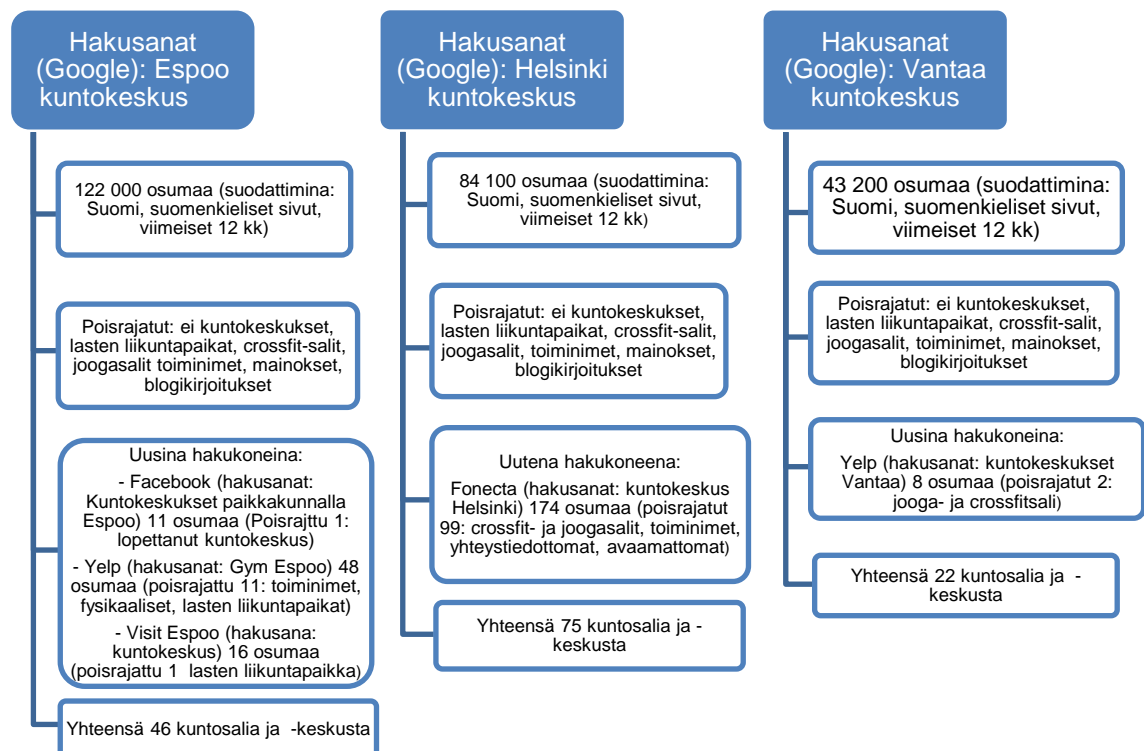 Hakusanat
(Google): Espoo
kuntokeskus
122 000 osumaa (suodattimina:
Suomi, suomenkieliset sivut,
viimeiset 12 kk)
Poisrajatut: ei kuntokeskukset,
lasten liikuntapaikat, crossfit-salit,
joogasalit toiminimet, mainokset,
blogikirjoitukset
Uusina hakukoneina:
- Facebook (hakusanat:
Kuntokeskukset paikkakunnalla
Espoo) 11 osumaa (Poisrajttu 1:
lopettanut kuntokeskus)
- Yelp (hakusanat: Gym Espoo) 48
osumaa (poisrajattu 11: toiminimet,
fysikaaliset, lasten liikuntapaikat)
- Visit Espoo (hakusana:
kuntokeskus) 16 osumaa
(poisrajattu 1 lasten liikuntapaikka)
Yhteensä 46 kuntosalia ja -keskusta
Hakusanat
(Google): Helsinki
kuntokeskus
84 100 osumaa (suodattimina:
Suomi, suomenkieliset sivut,
viimeiset 12 kk)
Poisrajatut: ei kuntokeskukset,
lasten liikuntapaikat, crossfit-salit,
joogasalit, toiminimet, mainokset,
blogikirjoitukset
Uutena hakukoneena:
Fonecta (hakusanat: kuntokeskus
Helsinki) 174 osumaa (poisrajatut
99: crossfit- ja joogasalit, toiminimet,
yhteystiedottomat, avaamattomat)
Yhteensä 75 kuntosalia ja -
keskusta
Hakusanat
(Google): Vantaa
kuntokeskus
43 200 osumaa (suodattimina:
Suomi, suomenkieliset sivut,
viimeiset 12 kk)
Poisrajatut: ei kuntokeskukset,
lasten liikuntapaikat, crossfit-salit,
joogasalit, toiminimet, mainokset,
blogikirjoitukset
Uusina hakukoneina:
Yelp (hakusanat: kuntokeskukset
Vantaa) 8 osumaa (poisrajatut 2:
jooga- ja crossfitsali)
Yhteensä 22 kuntosalia ja -
keskusta